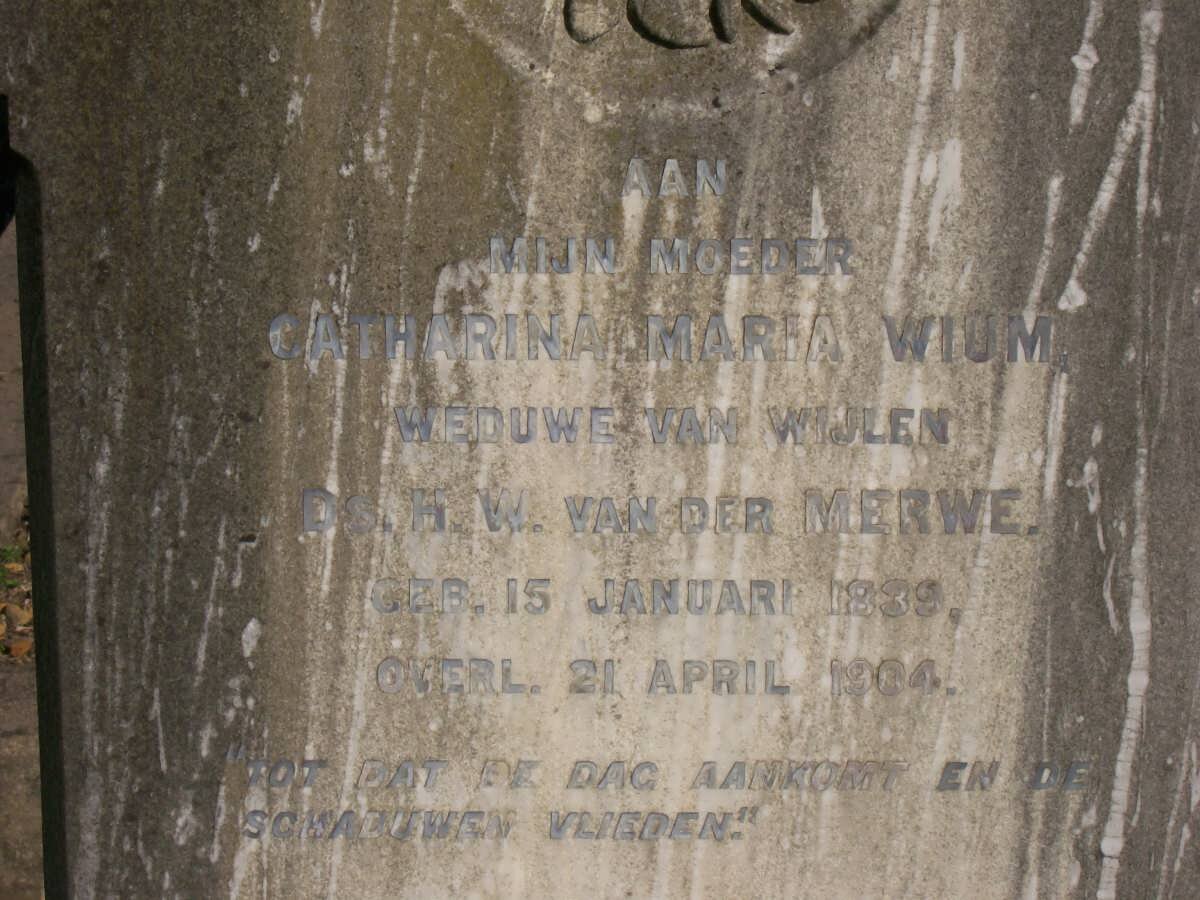 AAN
MIJN MOEDER
CATHARINA MARIA WIUM,
WEDUWE VAN WIJLEN
DS. H. W. VAN DER MERWE.
GEB. 15 JANUARI 1839,
OVERL. 21 APRIL 1904.
"TOT DAT DE DAG AANKOMT EN DE
SCHADUWEN VLIEDEN."